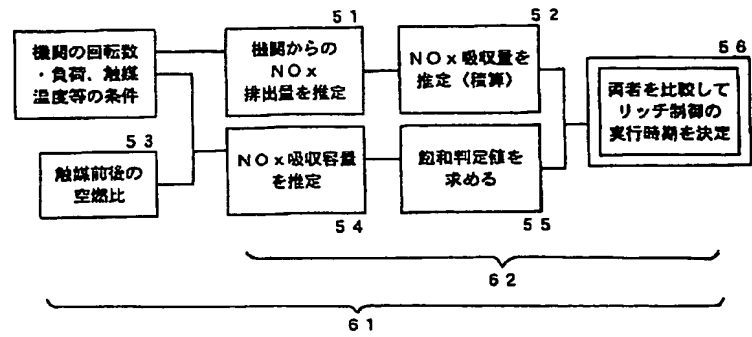 機関の回転数
・負荷、触媒
温度等の条件
51
機関からの
NOx
排出量を推定
52
NOx吸収量を
推定(積算)
56
両者を比較して
リッチ制御の
実行時期を決定
53
触媒前後の
空燃比
NOx吸収容量
を推定
54
飽和判定値を
求める
55
62
61